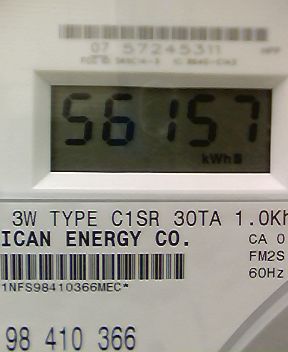 07 57245311
56157
kWh
3W TYPE C1SR 30TA 1.0Kh
ICAN ENERGY CO.
CA 0
FM2S
60Hz
1NFS98410366MEC*
98 410 366